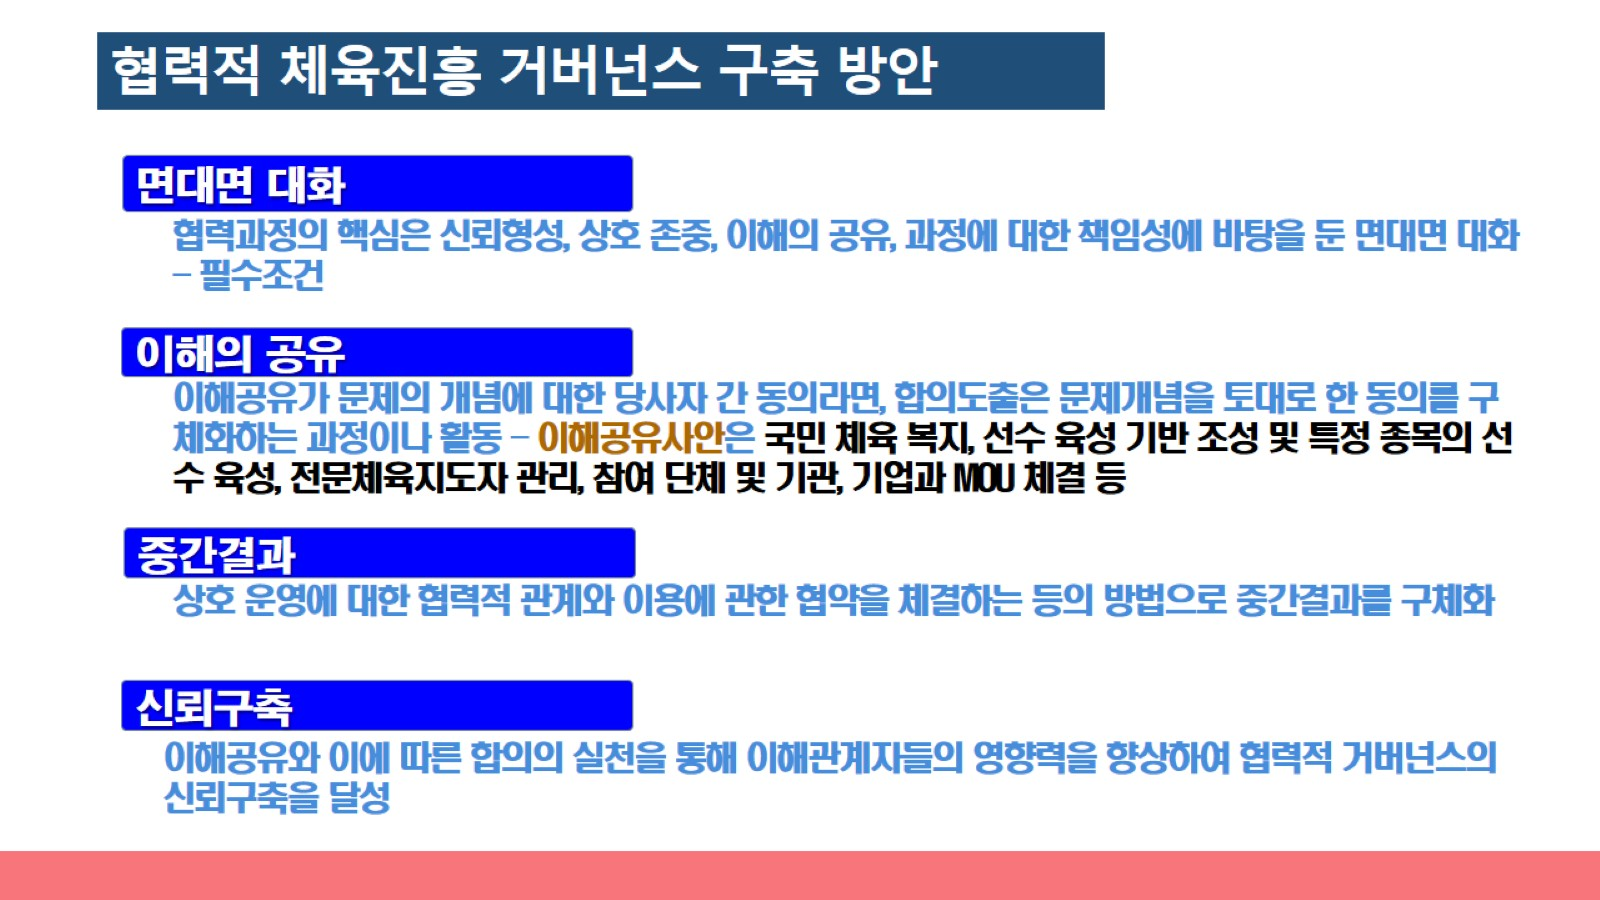 협력적 체육진흥 거버넌스 구축 방안
면대면 대화
협력과정의 핵심은 신뢰형성, 상호 존중, 이해의 공유, 과정에 대한 책임성에 바탕을 둔 면대면 대화
– 필수조건
이해의 공유
이해공유가 문제의 개념에 대한 당사자 간 동의라면, 합의도출은 문제개념을 토대로 한 동의를 구
체화하는 과정이나 활동 – 이해공유사안은 국민 체육 복지, 선수 육성 기반 조성 및 특정 종목의 선
수 육성, 전문체육지도자 관리, 참여 단체 및 기관, 기업과 MOU 체결 등
중간결과
상호 운영에 대한 협력적 관계와 이용에 관한 협약을 체결하는 등의 방법으로 중간결과를 구체화
신뢰구축
이해공유와 이에 따른 합의의 실천을 통해 이해관계자들의 영향력을 향상하여 협력적 거버넌스의
신뢰구축을 달성